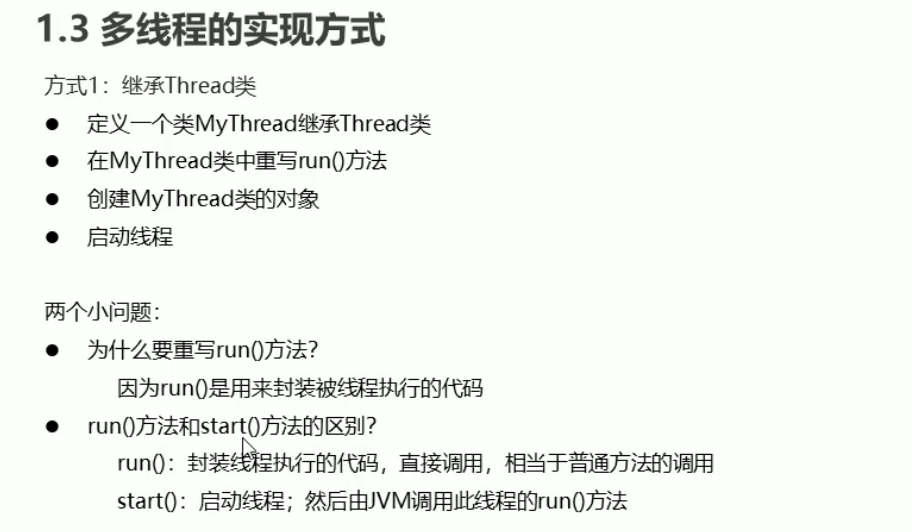 1.3 多线程的实现方式
方式1：继承Thread类
● 定义一个类MyThread继承Thread类
● 在MyThread类中重写run()方法
● 创建MyThread类的对象
● 启动线程
两个小问题：
● 为什么要重写run()方法？
因为run()是用来封装被线程执行的代码
● run()方法和start()方法的区别？
run()：封装线程执行的代码，直接调用，相当于普通方法的调用
start()：启动线程；然后由JVM调用此线程的run()方法